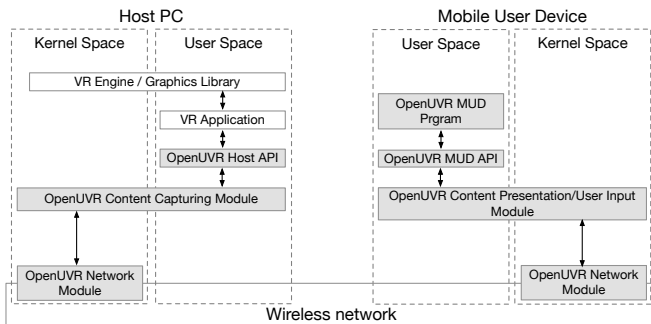 Host PC
Mobile User Device
Kernel Space
User Space
User Space
Kernel Space
VR Engine / Graphics Library
VR Application
OpenUVR Host API
OpenUVR Content Capturing Module
OpenUVR Network
Module
OpenUVR MUD
Prgram
OpenUVR MUD API
OpenUVR Content Presentation/User Input
Module
OpenUVR Network
Module
Wireless network